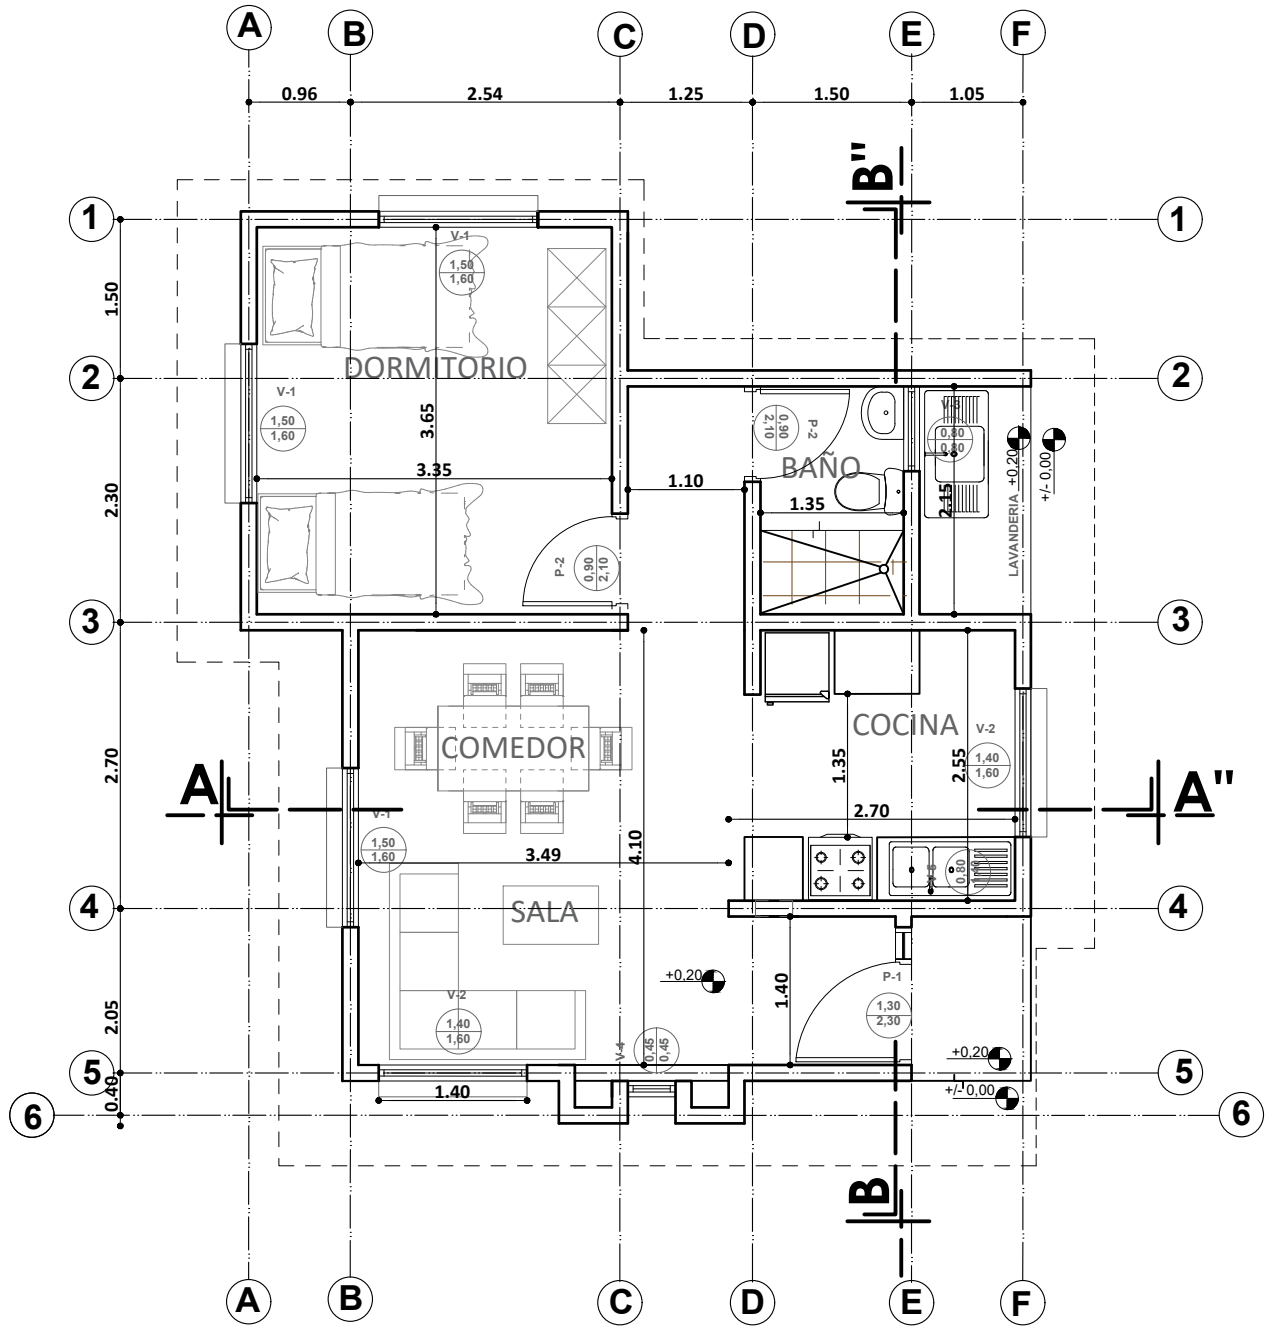 A
B
C
D
E
F
0.96
2.54
1.25
1.50
1.05
B"
1
1
V-1
1,50
1,60
1.50
DORMITORIO
2
2
V-1
1,50
1,60
3.65
3.35
0,90
2,10
P-2
BAÑO
V-3
0,80
0,80
+0,20
+/- 0,00
LAVANDERIA
2.30
1.10
1.35
2.15
P-2
0,90
2,10
3
3
COMEDOR
COCINA
V-2
1,40
1,60
2.70
1.35
2.55
A
A"
V-1
1,50
1,60
2.70
3.49
4.10
0,80
SALA
4
4
+0,20
1.40
P-1
1,30
2,30
V-2
1,40
1,60
2.05
V-4
0,45
0,45
+0,20
5
5
0.40
1.40
+/- 0,00
6
6
B
A
B
C
D
E
F